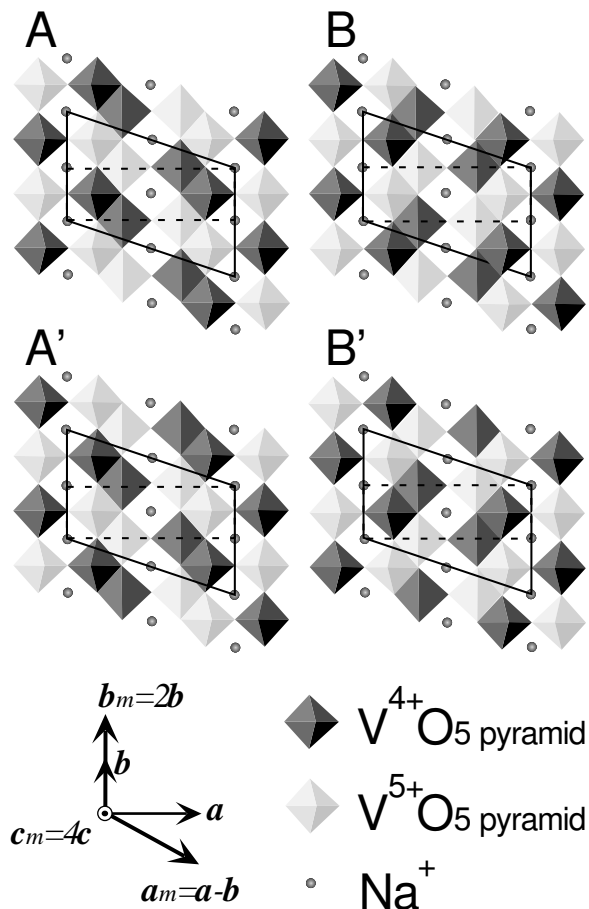 A B
A’ B’
bm=2b
b
a
cm=4c
am=a-b
V4+O5 pyramid
V5+O5 pyramid
Na+